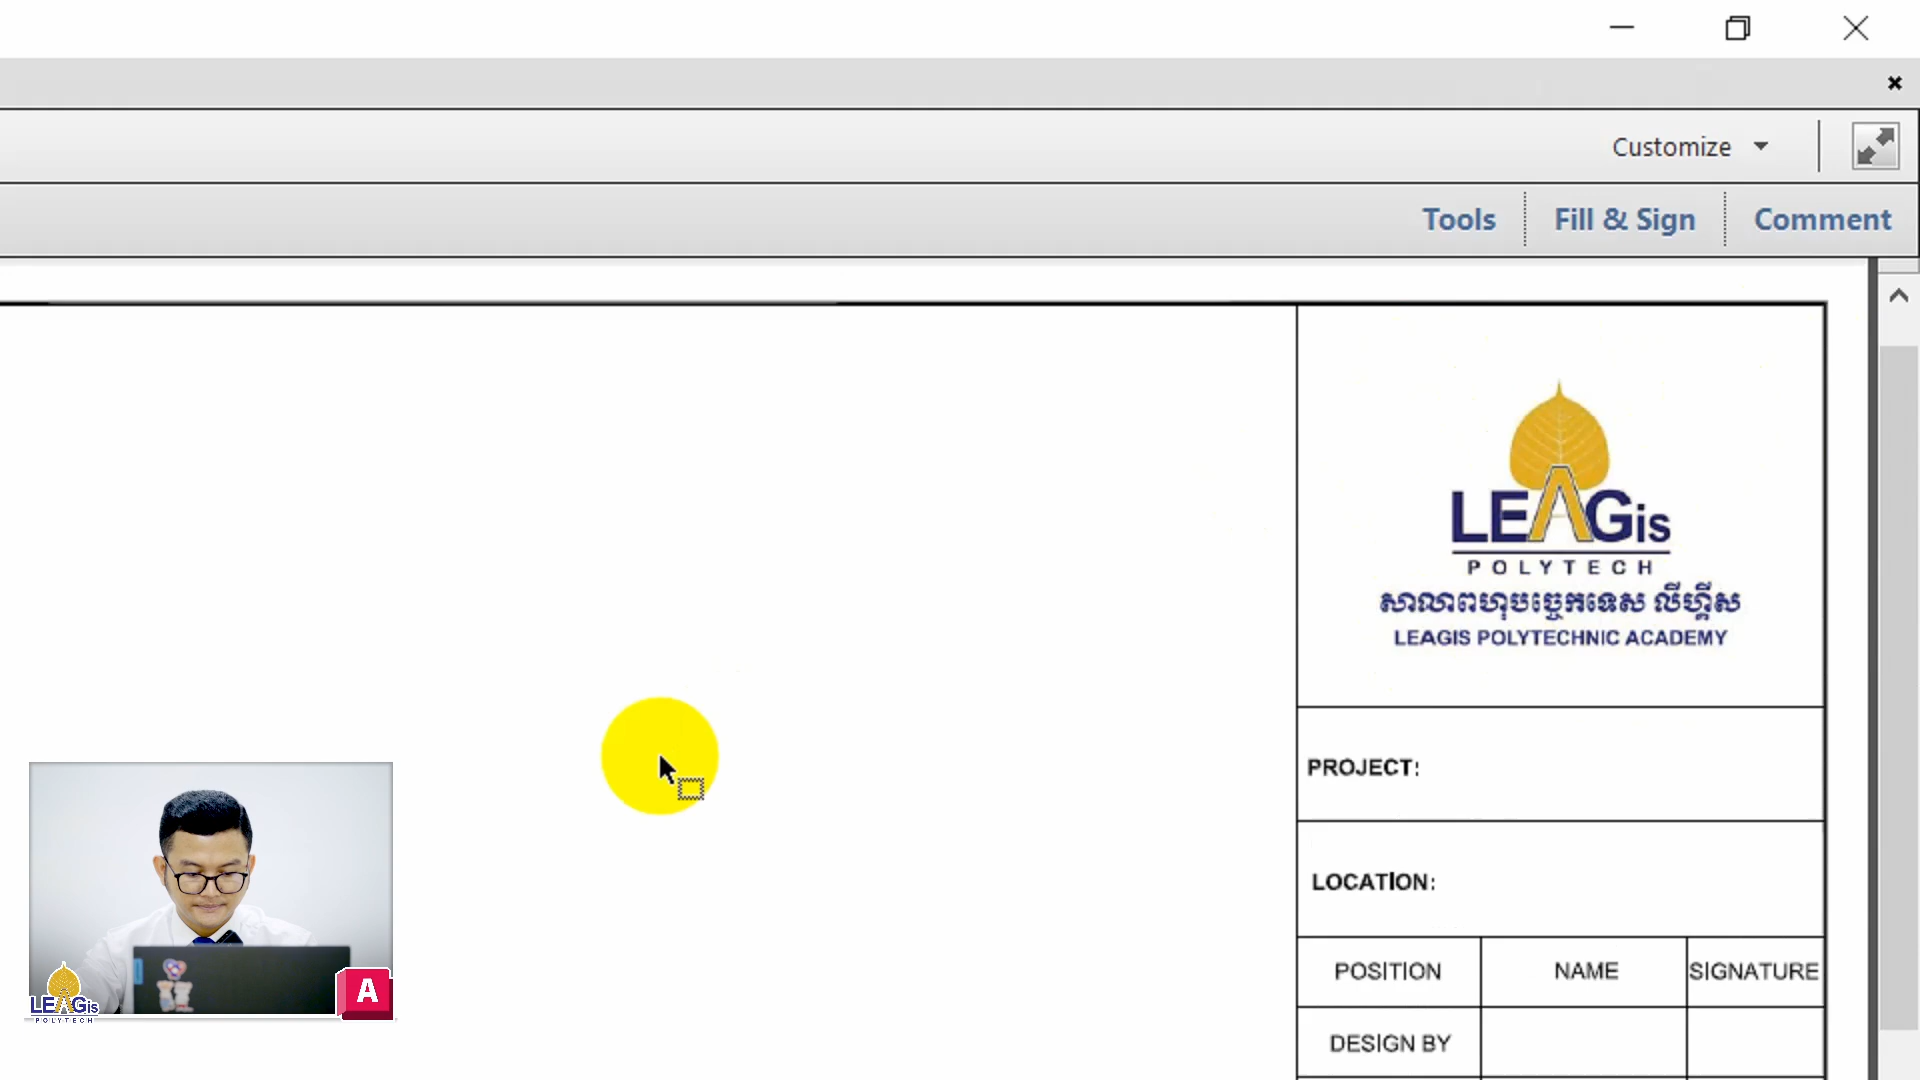 Customize
Tools
Fill & Sign
Comment
LEAGis
POLYTECH
សាលាពហុបច្ចេកទេស លីហ្គីស
LEAGIS POLYTECHNIC ACADEMY
PROJECT:
LOCATION:
POSITION
NAME
SIGNATURE
DESIGN BY
LEAGis
POLYTECH
A